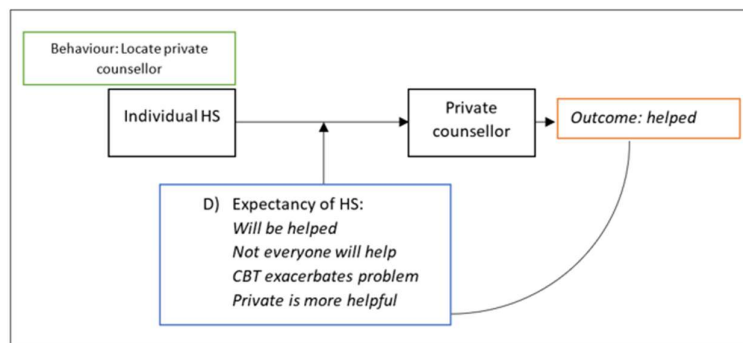 Behaviour: Locate private
counsellor
Individual HS
Private
counsellor
Outcome: helped
D) Expectancy of HS:
Will be helped
Not everyone will help
CBT exacerbates problem
Private is more helpful